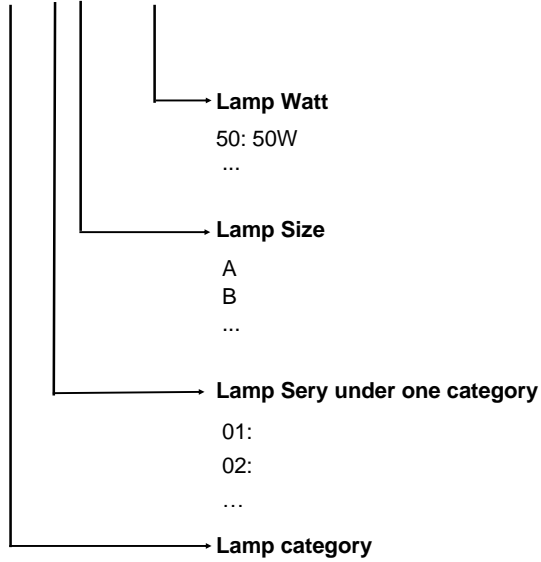 Lamp Watt
50: 50W
...
Lamp Size
A
B
...
Lamp Sery under one category
01:
02:
…
Lamp category